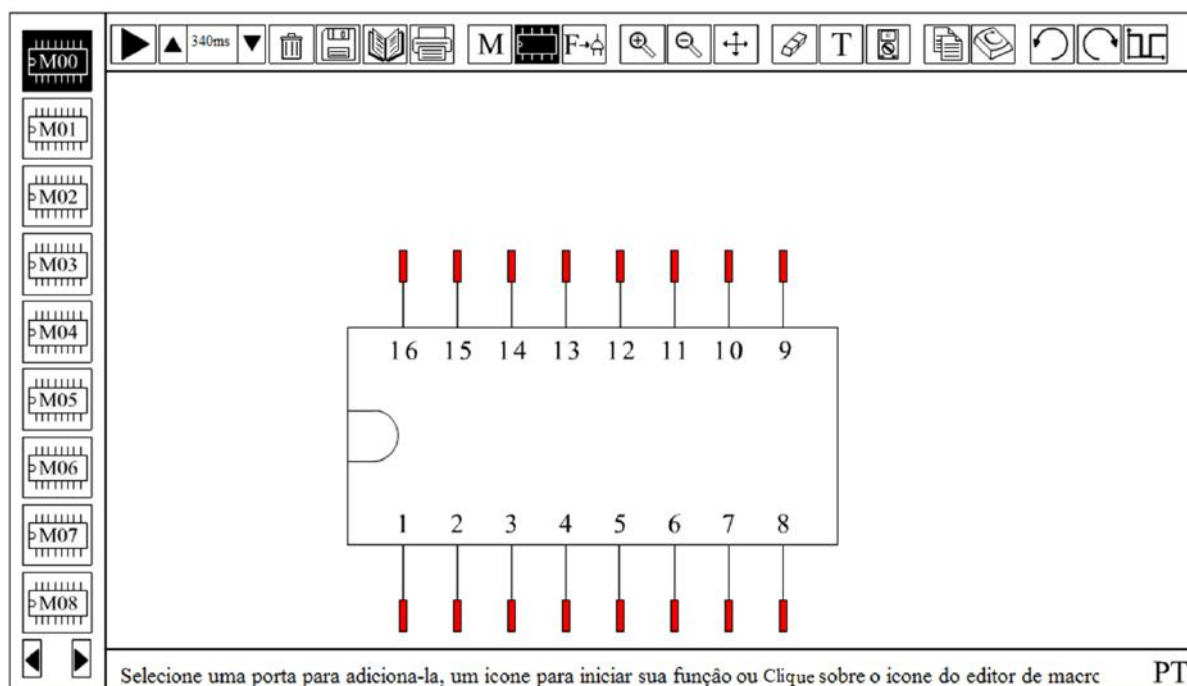 340ms
M
F
T
M00
M01
M02
M03
M04
M05
M06
M07
M08
16 15 14 13 12 11 10 9
1 2 3 4 5 6 7 8
Selecione uma porta para adiciona-la, um icone para iniciar sua função ou Clique sobre o icone do editor de macro
PT